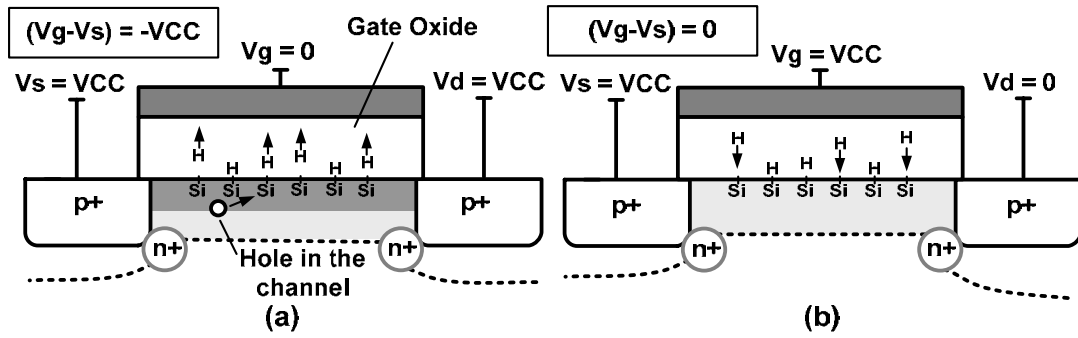 (Vg-Vs) = -VCC
Gate Oxide
Vg = 0
Vs = VCC
Vd = VCC
H H H H H H
Si Si Si Si Si Si
p+ p+
n+ n+
Hole in the
channel
(a)
(Vg-Vs) = 0
Vg = VCC
Vs = VCC
Vd = 0
H H H H H H
Si Si Si Si Si Si
p+ p+
n+ n+
(b)